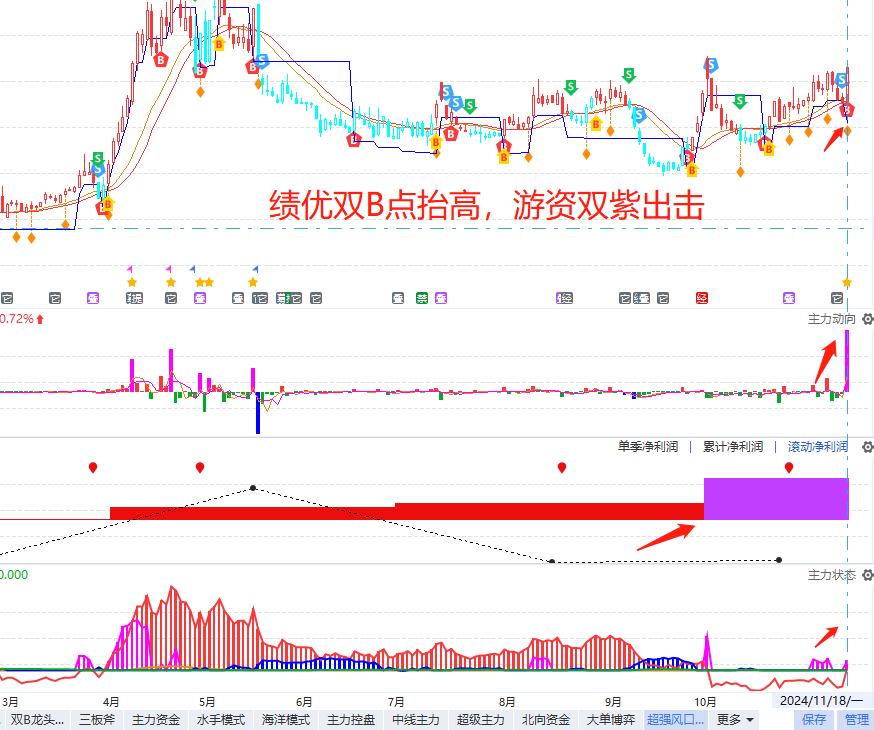 绩优双B点抬高，游资双紫出击
0.72%
主力动向
单季净利润 | 累计净利润 | 滚动净利润
0.000
主力状态
3月 4月 5月 6月 7月 8月 9月 10月 2024/11/18/一
双B龙头... 三板斧 主力资金 水手模式 海洋模式 主力控盘 中线主力 超级主力 北向资金 大单博弈 超强风口... 更多 保存 管理